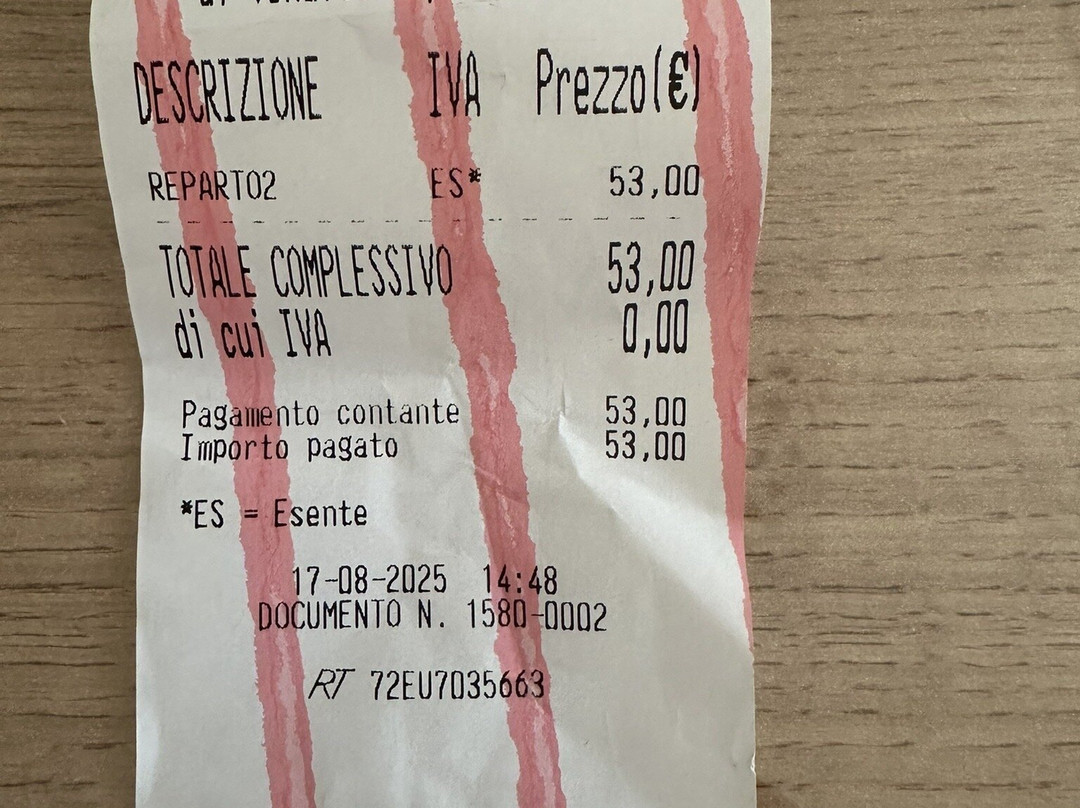 DESCRIZIONE IVA Prezzo(€)
REPARTO2 ES* 53,00
TOTALE COMPLESSIVO 53,00
di cui IVA 0,00
Pagamento contante 53,00
Importo pagato 53,00
*ES = Esente
17-08-2025 14:48
DOCUMENTO N. 1580-0002
RT 72EU7035663